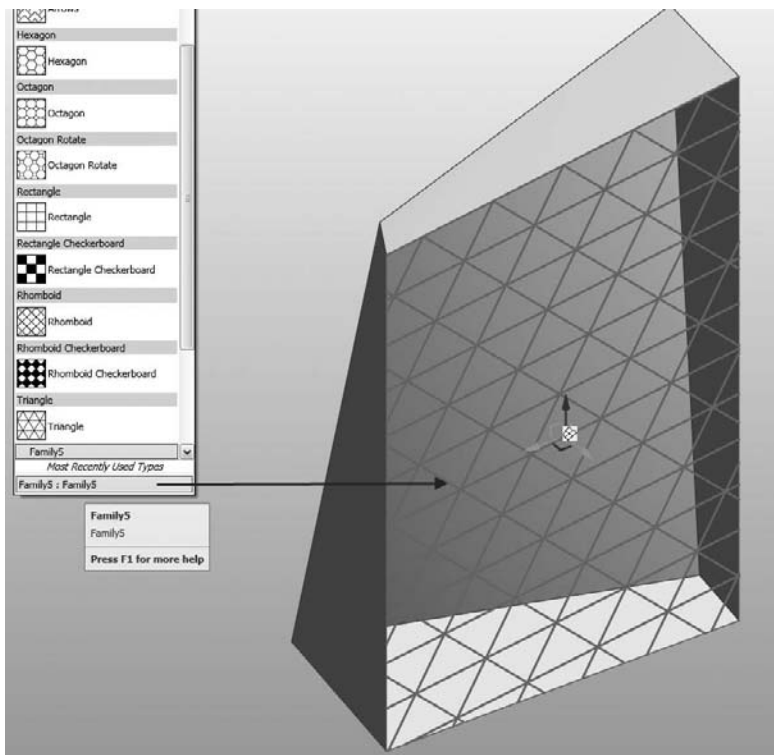 Arrows
Hexagon
Hexagon
Octagon
Octagon
Octagon Rotate
Octagon Rotate
Rectangle
Rectangle
Rectangle Checkerboard
Rectangle Checkerboard
Rhomboid
Rhomboid
Rhomboid Checkerboard
Rhomboid Checkerboard
Triangle
Triangle
Family5
Most Recently Used Types
Family5 : Family5
Family5
Family5
Press F1 for more help